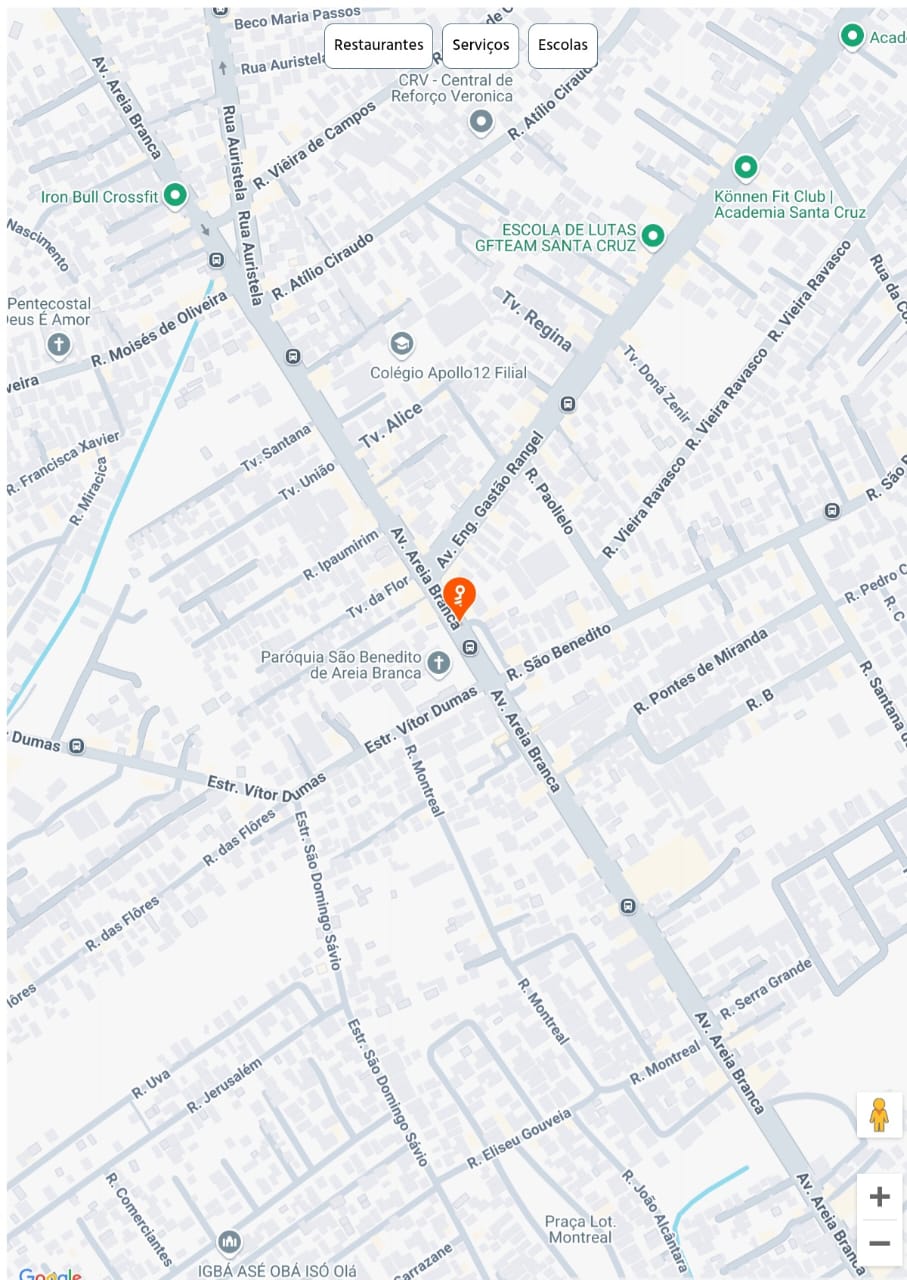 Beco Maria Passos
Restaurantes
Serviços
Escolas
Acad
Rua Auristela
Av. Areia Branca
CRV - Central de
Reforço Veronica
R. Atílio Ciraudo
Rua Auristela
R. Viêira de Campos
Iron Bull Crossfit
Können Fit Club |
Academia Santa Cruz
Nascimento
Rua Auristela
R. Atílio Ciraudo
ESCOLA DE LUTAS
GFTEAM SANTA CRUZ
R. Vieira Ravasco
Rua da Co
Pentecostal
Deus É Amor
R. Moisés de Oliveira
Tv. Regina
veira
Colégio Apollo12 Filial
Tv. Doná Zenir
R. Vieira Ravasco
Tv. Alice
R. Francisca Xavier
Tv. Santana
R. Miracica
Tv. União
Av. Eng. Gastão Rangel
R. Paolielo
R. Vieira Ravasco
R. São B
R. Ipaumirim
Av. Areia Branca
Tv. da Flor
R. Pedro C
R. C
Paróquia São Benedito
de Areia Branca
R. São Benedito
R. Pontes de Miranda
R. B
R. Santana d
Dumas
Estr. Vítor Dumas
Av. Areia Branca
Estr. Vítor Dumas
R. Montreal
R. das Flôres
Estr. São Domingo Sávio
R. das Flôres
lôres
R. Serra Grande
R. Montreal
Av. Areia Branca
R. Uva
R. Jerusalém
Estr. São Domingo Sávio
R. Montreal
R. Eliseu Gouveia
R. Comerciantes
R. João Alcântara
Av. Areia Branca
Praça Lot.
Montreal
IGBÁ ASÉ OBÁ ISÓ Olá
Carrazane
Google